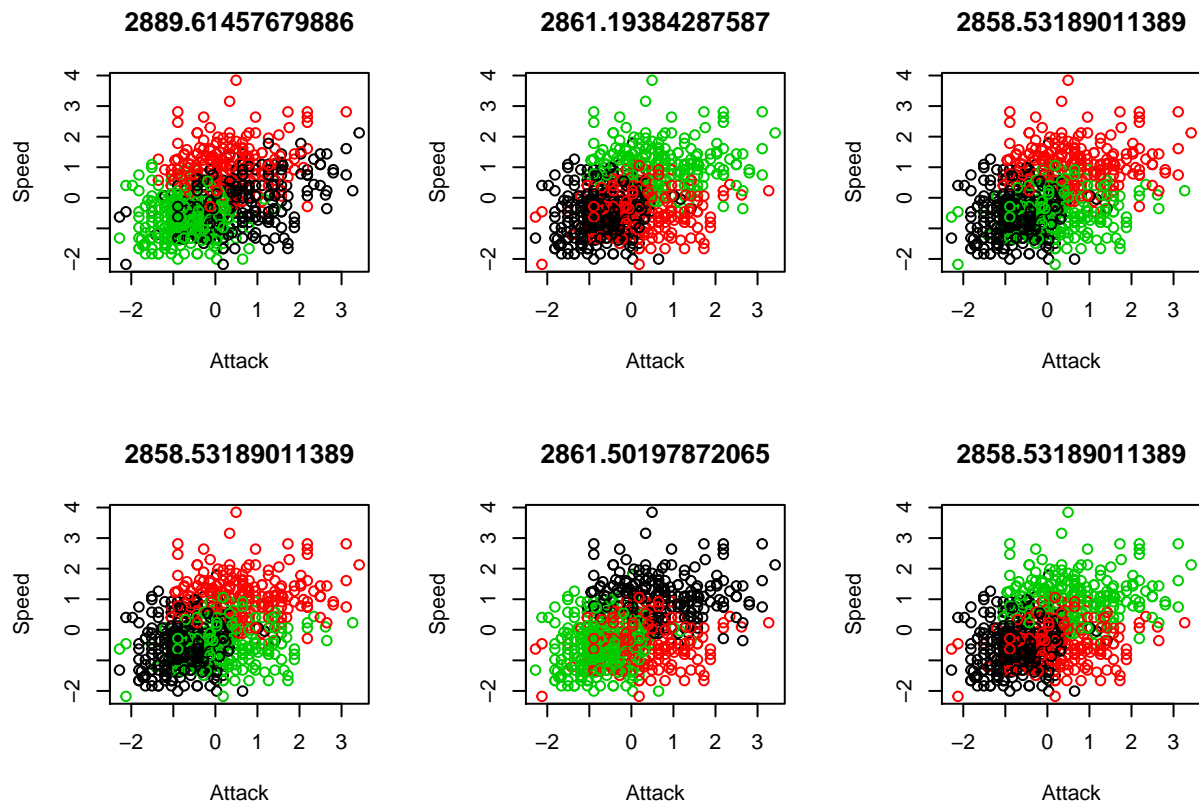 2889.61457679886 2861.19384287587 2858.53189011389
4 4 4
3 3 3
2 2 2
1 1 1
0 0 0
−2 −2 −2
Speed Speed Speed
−2 0 1 2 3 −2 0 1 2 3 −2 0 1 2 3
Attack Attack Attack
2858.53189011389 2861.50197872065 2858.53189011389
4 4 4
3 3 3
2 2 2
1 1 1
0 0 0
−2 −2 −2
Speed Speed Speed
−2 0 1 2 3 −2 0 1 2 3 −2 0 1 2 3
Attack Attack Attack